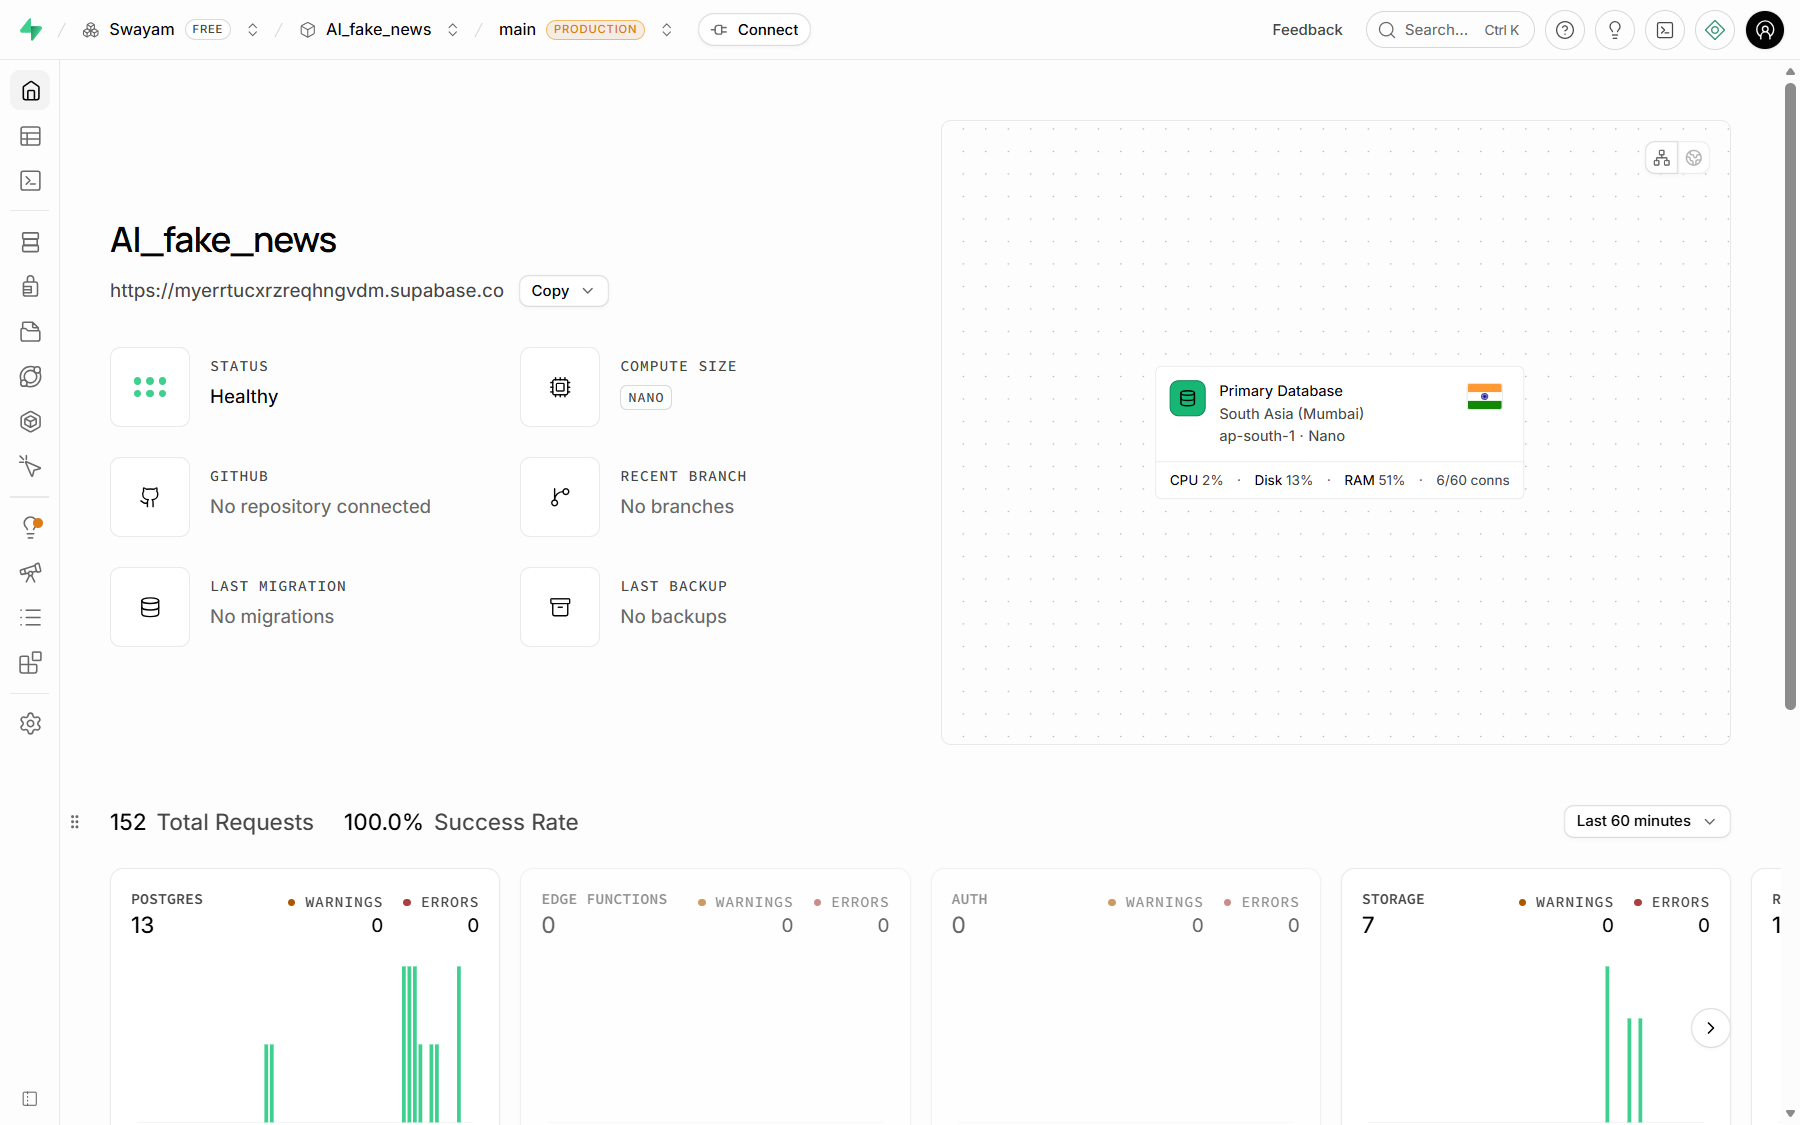 Swayam FREE AI_fake_news main PRODUCTION Connect Feedback Search... Ctrl K
AI_fake_news
https://myerrtucxrzreqhngvdm.supabase.co Copy
STATUS
Healthy
COMPUTE SIZE
NANO
GITHUB
No repository connected
RECENT BRANCH
No branches
LAST MIGRATION
No migrations
LAST BACKUP
No backups
Primary Database
South Asia (Mumbai)
ap-south-1 · Nano
CPU 2% · Disk 13% · RAM 51% · 6/60 conns
152 Total Requests 100.0% Success Rate Last 60 minutes
POSTGRES WARNINGS ERRORS
13 0 0
EDGE FUNCTIONS WARNINGS ERRORS
0 0 0
AUTH WARNINGS ERRORS
0 0 0
STORAGE WARNINGS ERRORS
7 0 0